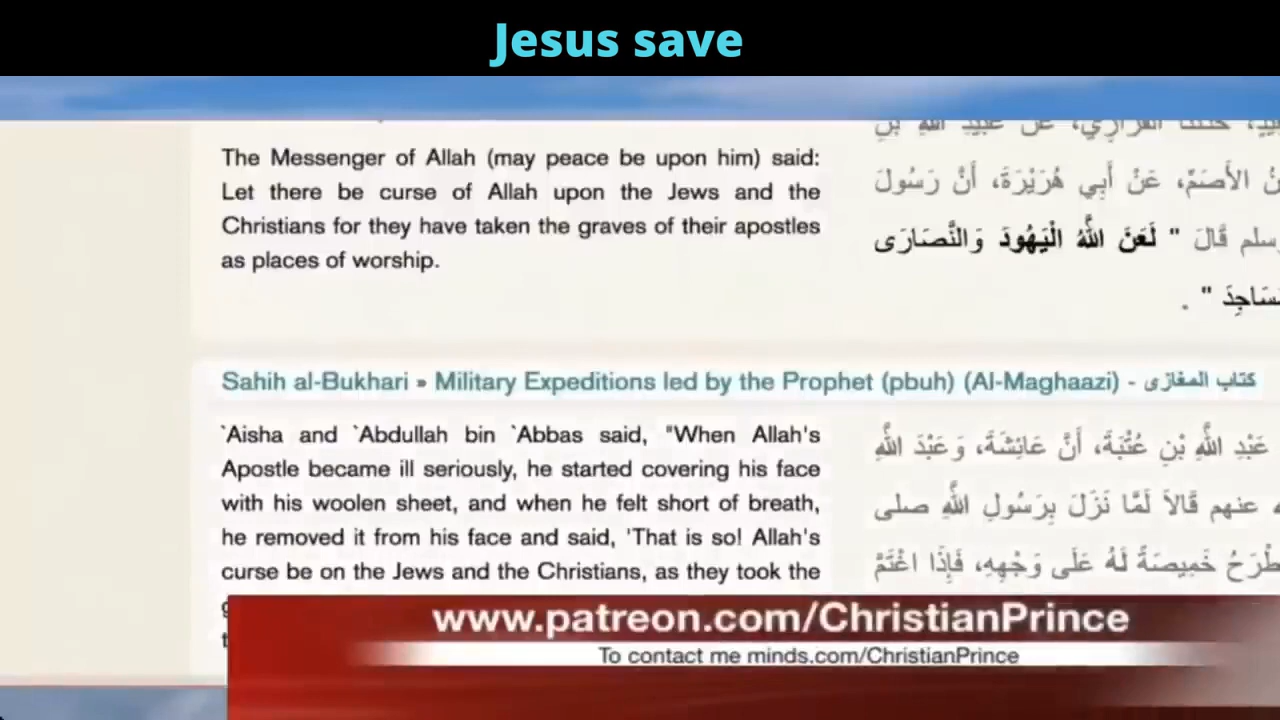 Jesus save
The Messenger of Allah (may peace be upon him) said:
Let there be curse of Allah upon the Jews and the
Christians for they have taken the graves of their apostles
as places of worship.
عُبَيْدِ اللَّهِ بْنِ
الأَصَمِّ، عَنْ أَبِي هُرَيْرَةَ، أَنَّ رَسُولَ
قَالَ " لَعَنَ اللَّهُ الْيَهُودَ وَالنَّصَارَى
" .
Sahih al-Bukhari » Military Expeditions led by the Prophet (pbuh) (Al-Maghaazi) - كتاب المغازى
`Aisha and `Abdullah bin `Abbas said, "When Allah's
Apostle became ill seriously, he started covering his face
with his woolen sheet, and when he felt short of breath,
he removed it from his face and said, 'That is so! Allah's
curse be on the Jews and the Christians, as they took the
عَبْدِ اللَّهِ بْنِ عُتْبَةَ، أَنَّ عَائِشَةَ، وَعَبْدَ اللَّهِ
عنهم قَالاَ لَمَّا نَزَلَ بِرَسُولِ اللَّهِ صلى
خَمِيصَةً لَهُ عَلَى وَجْهِهِ، فَإِذَا اغْتَمَّ
www.patreon.com/ChristianPrince
To contact me minds.com/ChristianPrince